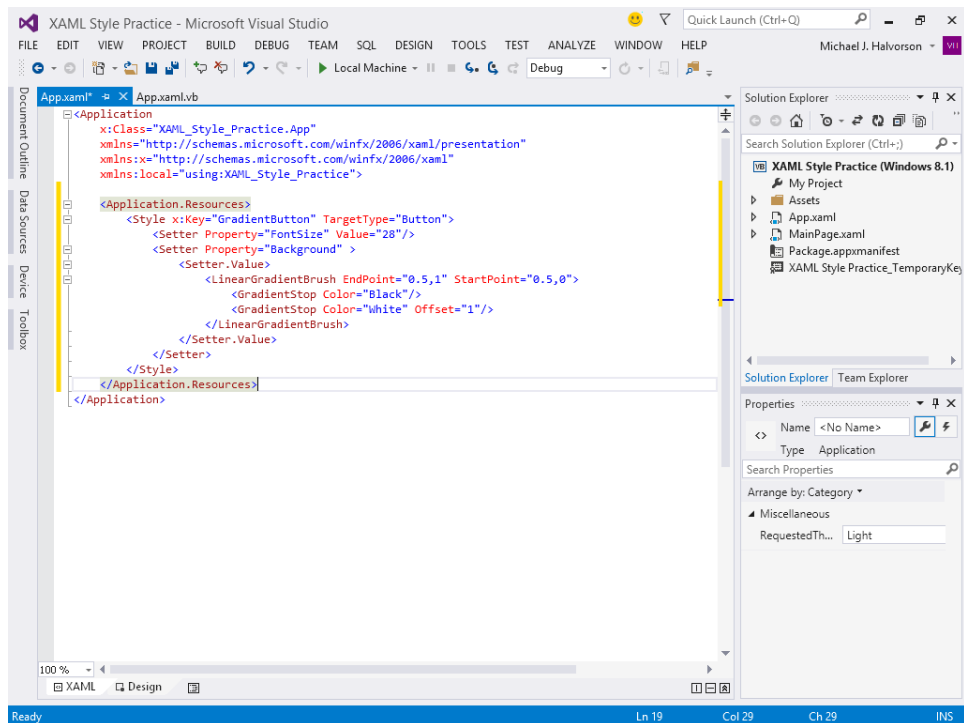 XAML Style Practice - Microsoft Visual Studio
Quick Launch (Ctrl+Q)
FILE EDIT VIEW PROJECT BUILD DEBUG TEAM SQL DESIGN TOOLS TEST ANALYZE WINDOW HELP
Michael J. Halvorson
Local Machine
Debug
App.xaml*
App.xaml.vb
Document Outline
Data Sources
Device
Toolbox
<Application
x:Class="XAML_Style_Practice.App"
xmlns="http://schemas.microsoft.com/winfx/2006/xaml/presentation"
xmlns:x="http://schemas.microsoft.com/winfx/2006/xaml"
xmlns:local="using:XAML_Style_Practice">
<Application.Resources>
<Style x:Key="GradientButton" TargetType="Button">
<Setter Property="FontSize" Value="28"/>
<Setter Property="Background" >
<Setter.Value>
<LinearGradientBrush EndPoint="0.5,1" StartPoint="0.5,0">
<GradientStop Color="Black"/>
<GradientStop Color="White" Offset="1"/>
</LinearGradientBrush>
</Setter.Value>
</Setter>
</Style>
</Application.Resources>
</Application>
100 %
XAML
Design
Solution Explorer
Search Solution Explorer (Ctrl+;)
VB XAML Style Practice (Windows 8.1)
My Project
Assets
App.xaml
MainPage.xaml
Package.appxmanifest
XAML Style Practice_TemporaryKey
Solution Explorer
Team Explorer
Properties
Name <No Name>
Type Application
Search Properties
Arrange by: Category
Miscellaneous
RequestedTh... Light
Ready
Ln 19
Col 29
Ch 29
INS